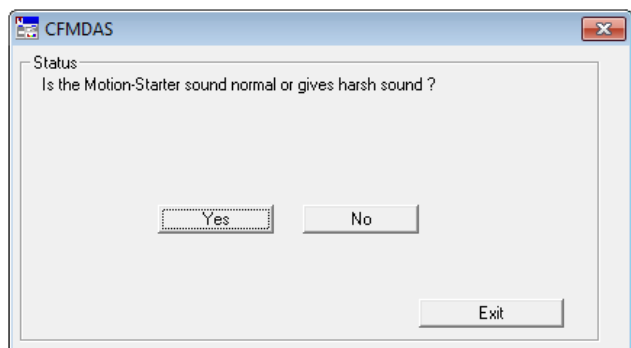 CFMDAS
Status
Is the Motion-Starter sound normal or gives harsh sound ?
Yes
No
Exit